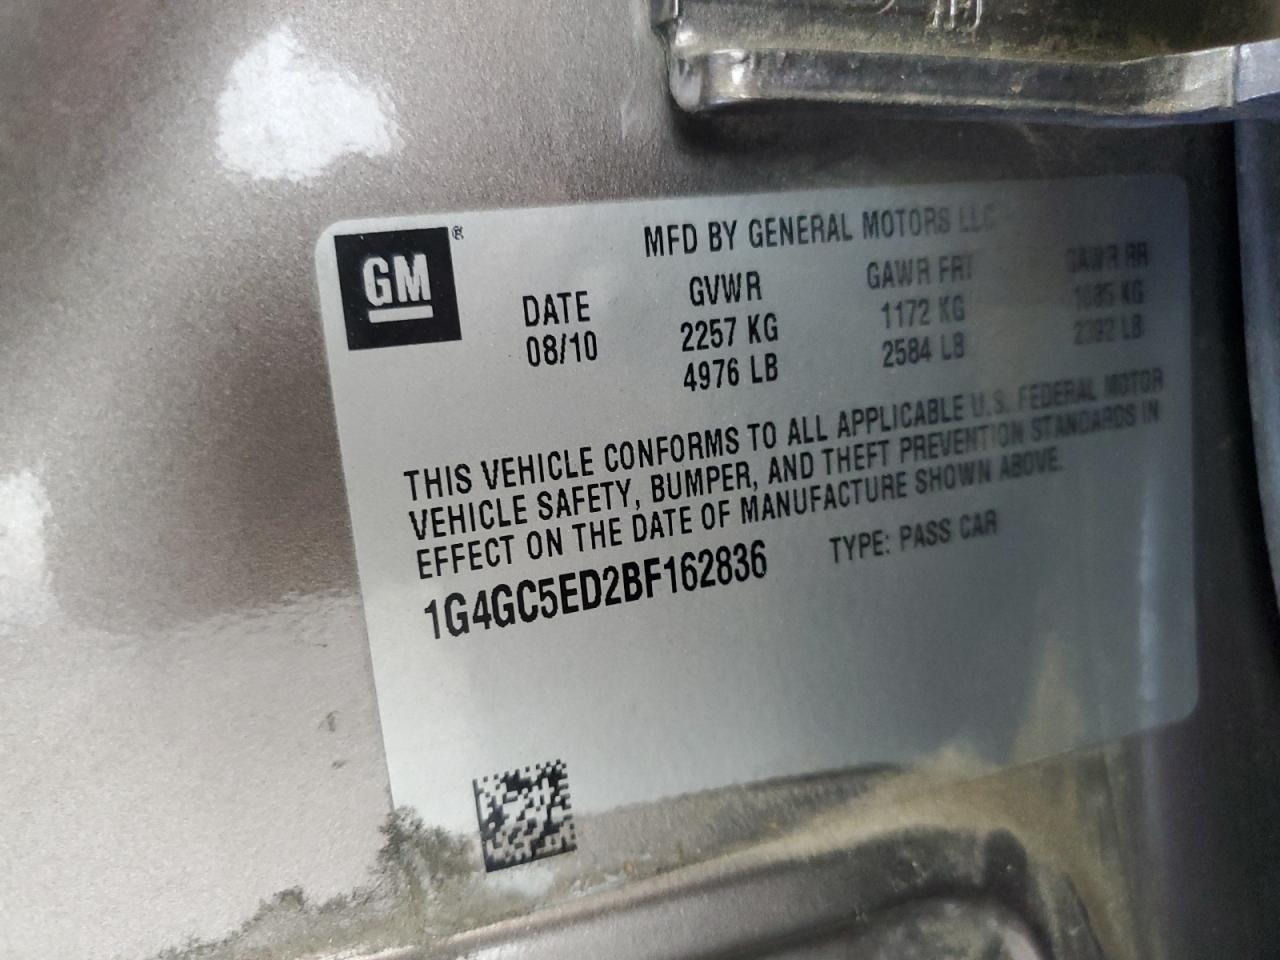 GM ®
MFD BY GENERAL MOTORS LLC
DATE GVWR GAWR FRT GAWR RR
08/10 2257 KG 1172 KG 1085 KG
4976 LB 2584 LB 2392 LB
THIS VEHICLE CONFORMS TO ALL APPLICABLE U.S. FEDERAL MOTOR
VEHICLE SAFETY, BUMPER, AND THEFT PREVENTION STANDARDS IN
EFFECT ON THE DATE OF MANUFACTURE SHOWN ABOVE.
1G4GC5ED2BF162836 TYPE: PASS CAR